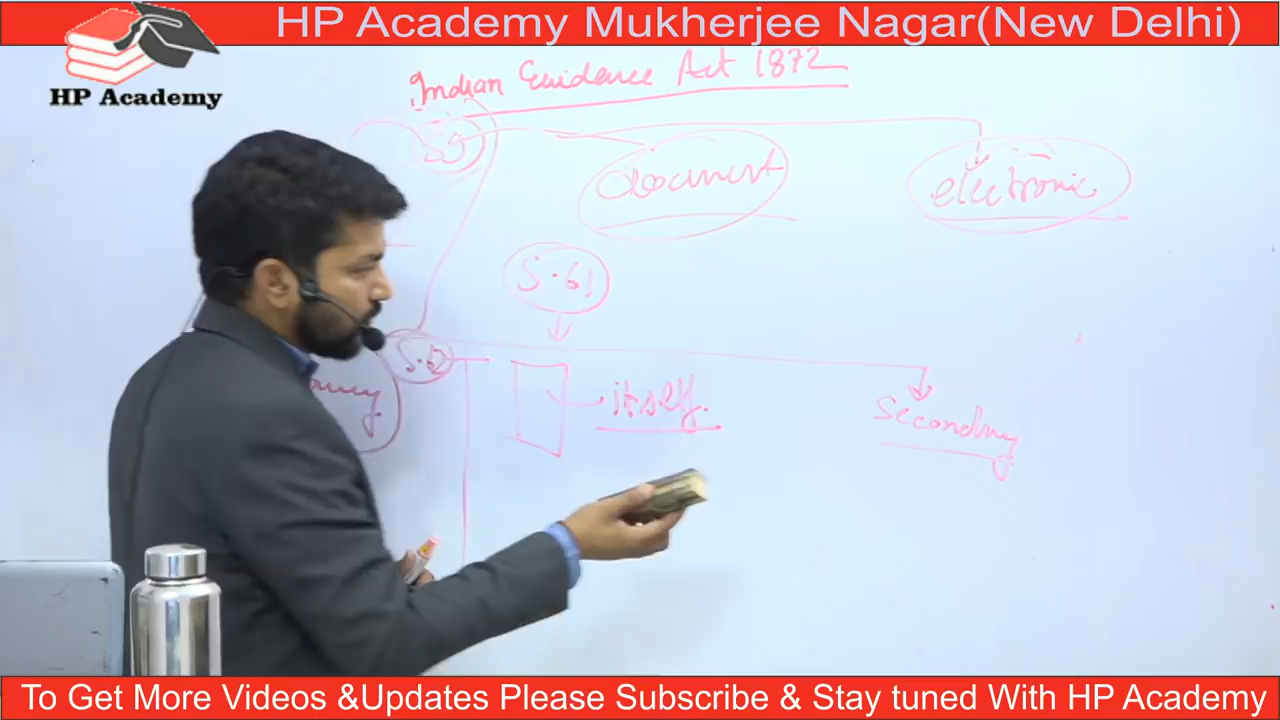 HP Academy Mukherjee Nagar(New Delhi)
HP Academy
Indian Evidence Act 1872
Document
electronic
S.61
itself.
Secondary
To Get More Videos &Updates Please Subscribe & Stay tuned With HP Academy